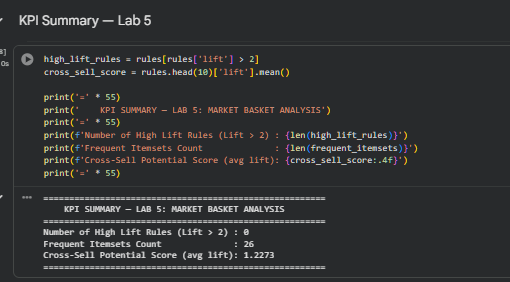 KPI Summary — Lab 5
0s
high_lift_rules = rules[rules['lift'] > 2]
cross_sell_score = rules.head(10)['lift'].mean()
print('=' * 55)
print('    KPI SUMMARY — LAB 5: MARKET BASKET ANALYSIS')
print('=' * 55)
print(f'Number of High Lift Rules (Lift > 2) : {len(high_lift_rules)}')
print(f'Frequent Itemsets Count              : {len(frequent_itemsets)}')
print(f'Cross-Sell Potential Score (avg lift): {cross_sell_score:.4f}')
print('=' * 55)
=======================================================
    KPI SUMMARY — LAB 5: MARKET BASKET ANALYSIS
=======================================================
Number of High Lift Rules (Lift > 2) : 0
Frequent Itemsets Count              : 26
Cross-Sell Potential Score (avg lift): 1.2273
=======================================================